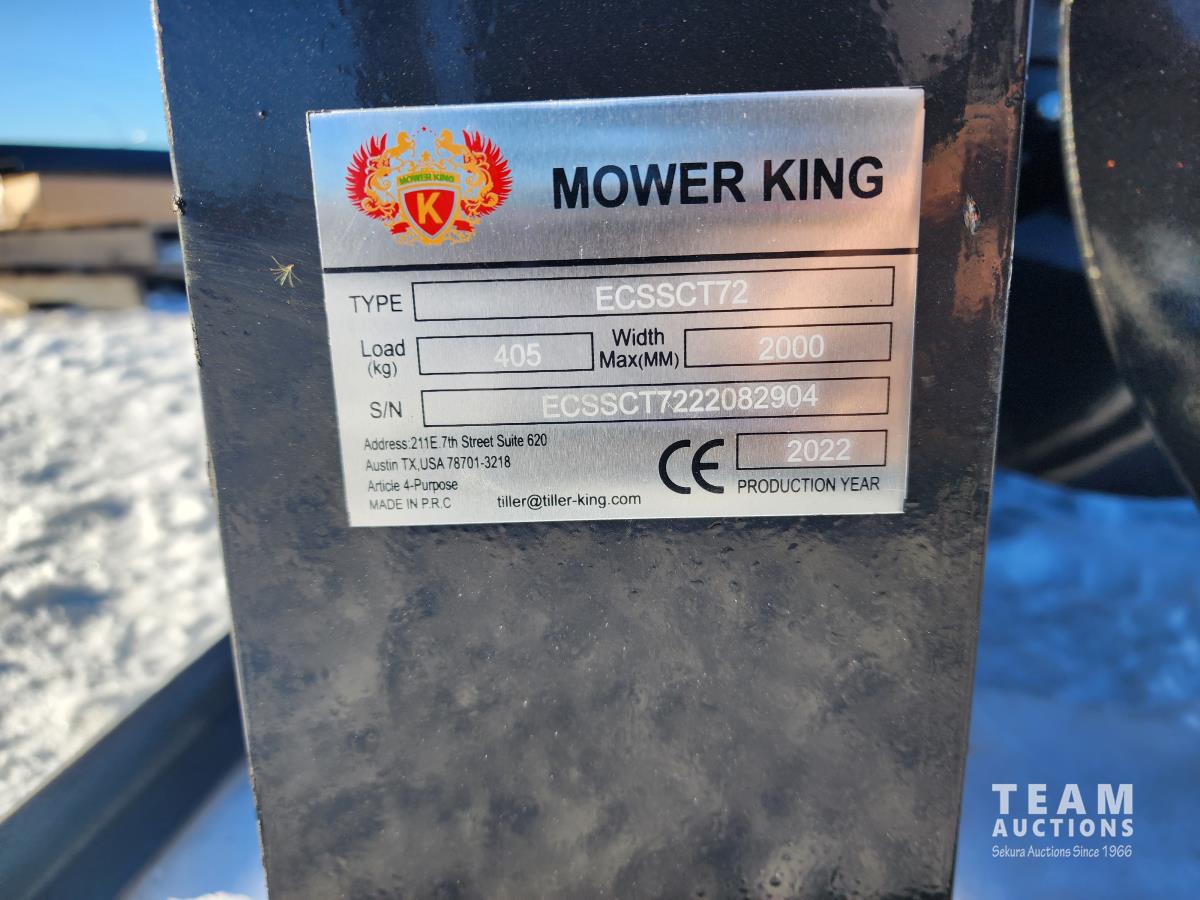 MOWER KING
K
MOWER KING
TYPE ECSSCT72
Load (kg) 405 Width Max(MM) 2000
S/N ECSSCT7222082904
Address:211E.7th Street Suite 620
Austin TX,USA 78701-3218
Article 4-Purpose
MADE IN P.R.C
tiller@tiller-king.com
CE
2022
PRODUCTION YEAR
TEAM
AUCTIONS
Sekura Auctions Since 1966